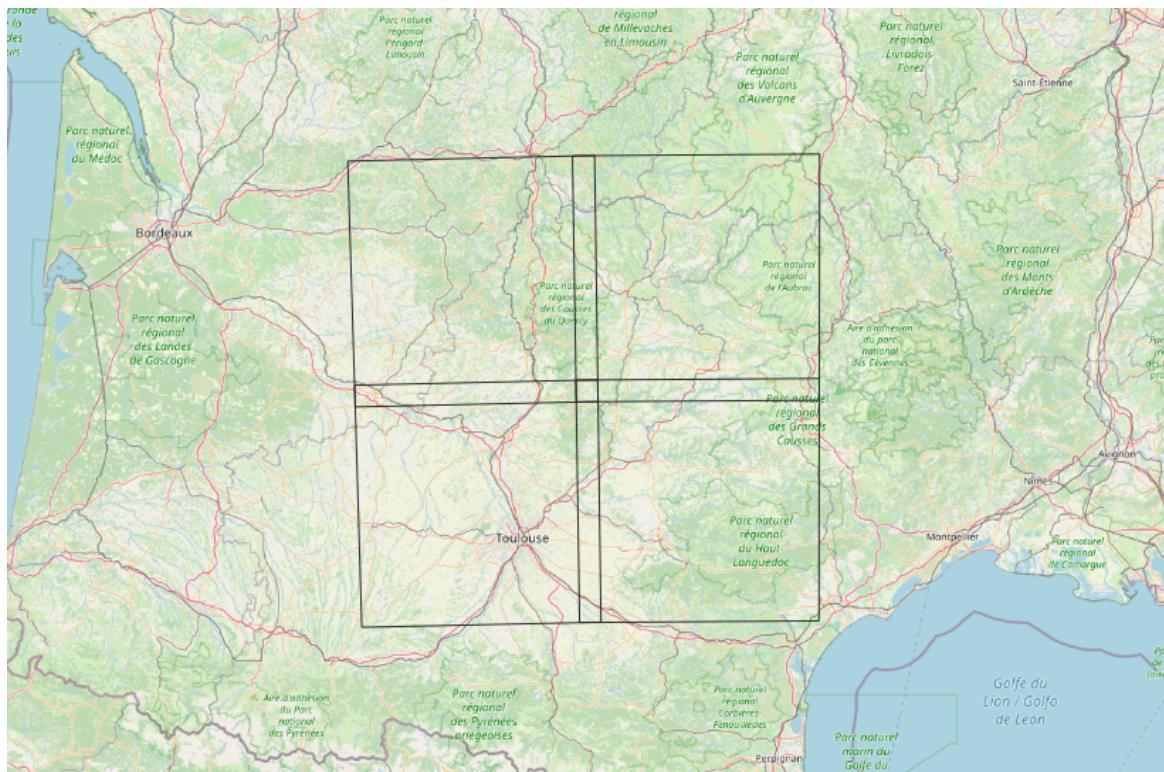 grande
de la
des
ues
Parc naturel
régional
Périgord-
Limousin
régional
de Millevaches
en Limousin
Parc naturel
régional
des Volcans
d'Auvergne
Parc naturel
régional
Livradois
Forez
Saint-Étienne
Parc naturel
régional
du Médoc
Bordeaux
Parc naturel
régional
des Landes
de Gascogne
Parc naturel
régional
des Causses
du Quercy
Parc naturel
régional
de l'Aubrac
Parc naturel
régional
des Monts
d'Ardèche
Aire d'adhésion
du parc
national
des Cévennes
Parc naturel
régional
des Grands
Causses
Avignon
Nîmes
Toulouse
Parc naturel
régional
du Haut
Languedoc
Montpellier
Parc naturel
régional
de Camargue
Aire d'adhésion
du Parc
national
des Pyrénées
Parc naturel
régional
des Pyrénées
ariégeoises
Parc naturel
régional
Corbières-
Fenouillèdes
Golfe du
Lion / Golfo
de León
Parc naturel
marin du
Golfe du
Perpignan